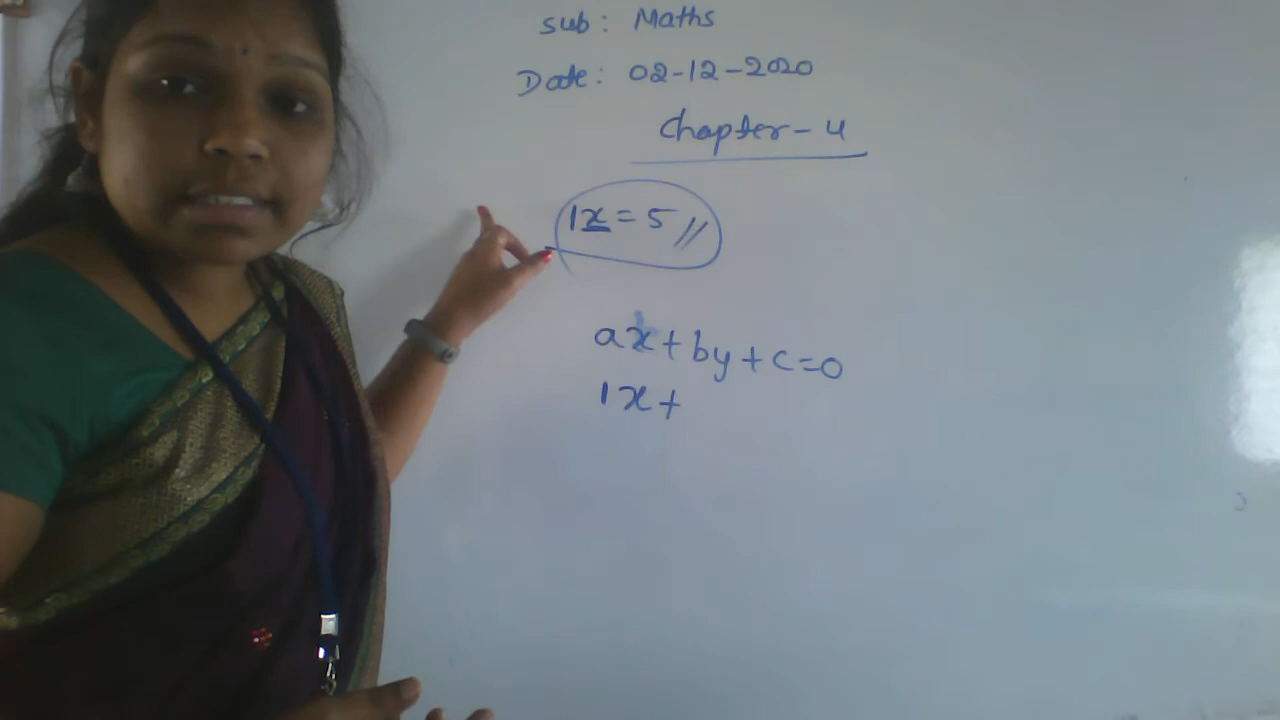 Sub: Maths
Date: 02-12-2020
Chapter-4
1x=5//
ax+by+c=0
1x+